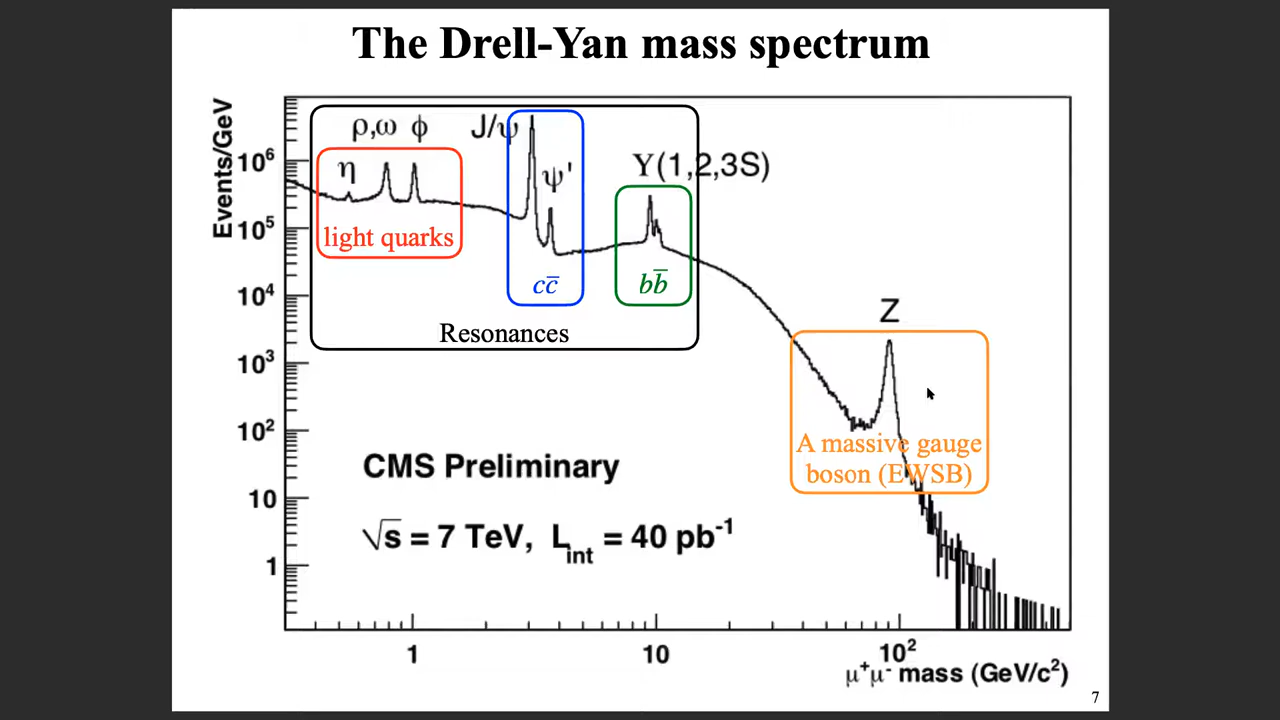 The Drell-Yan mass spectrum
Events/GeV
ρ,ω ϕ J/ψ
η ψ' Υ(1,2,3S)
10⁶
10⁵
light quarks
cc̅ bb̅
10⁴
Z
Resonances
10³
10²
A massive gauge
boson (EWSB)
CMS Preliminary
10
√s = 7 TeV, L_int = 40 pb⁻¹
1
1 10 10²
μ⁺μ⁻ mass (GeV/c²)
7